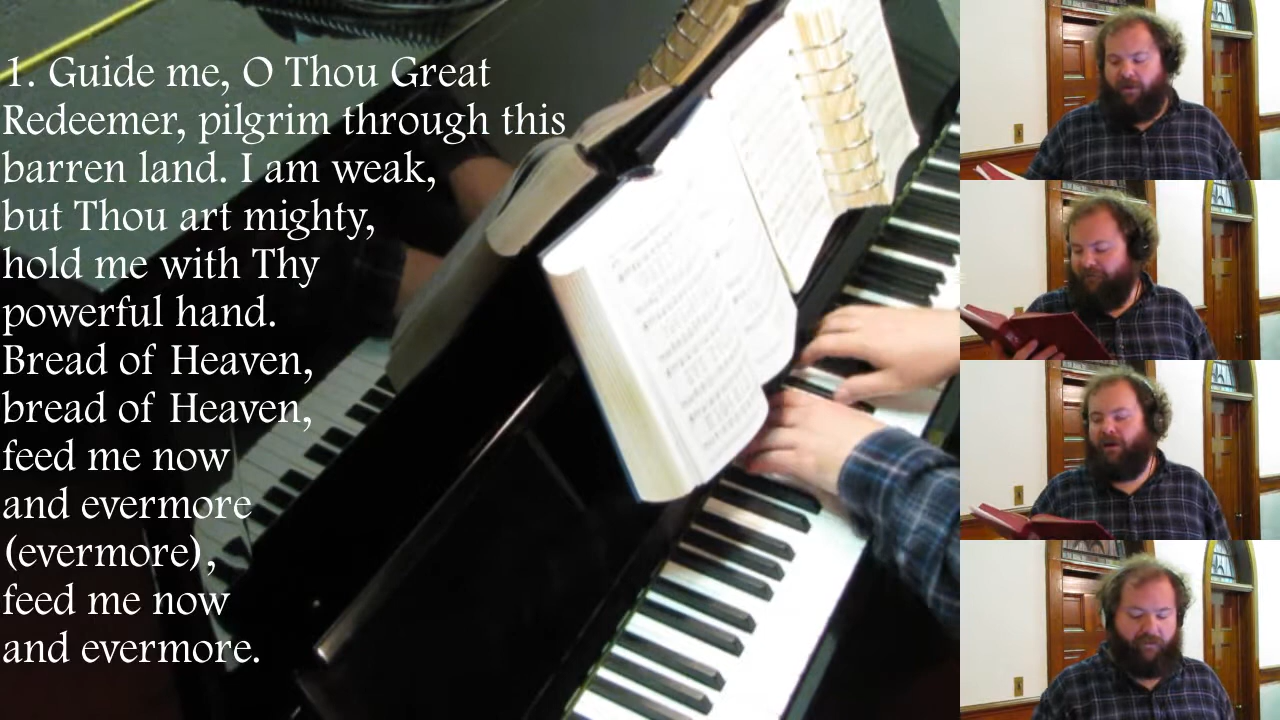 1. Guide me, O Thou Great
Redeemer, pilgrim through this
barren land. I am weak,
but Thou art mighty,
hold me with Thy
powerful hand.
Bread of Heaven,
bread of Heaven,
feed me now
and evermore
(evermore),
feed me now
and evermore.